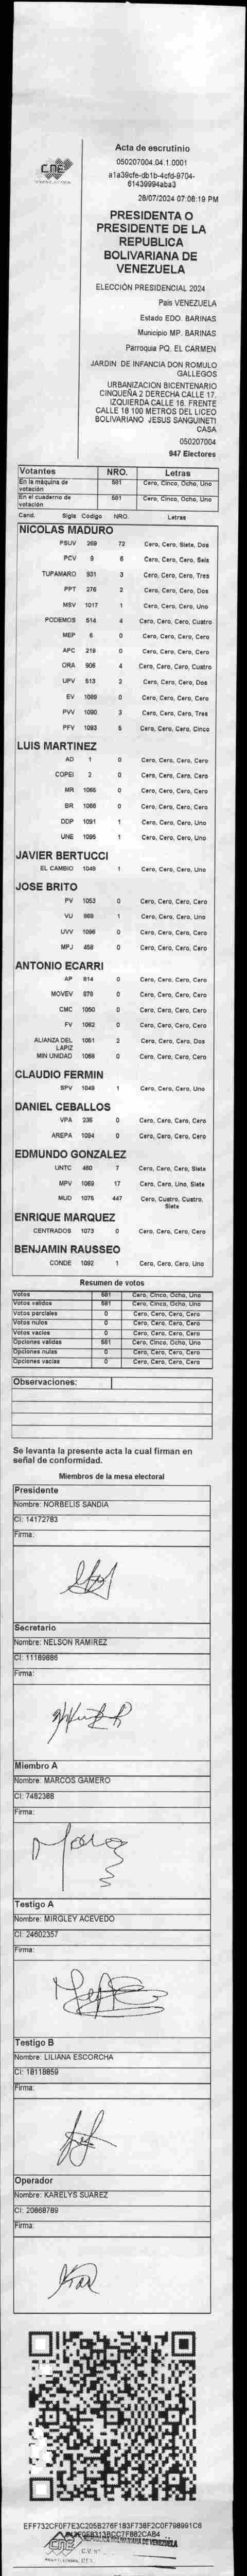 CNE
Acta de escrutinio
050207004.04.1.0001
a1a39cfe-db1b-4cfd-9704-
61439994aba3
28/07/2024 07:08:19 PM
PRESIDENTA O
PRESIDENTE DE LA
REPUBLICA
BOLIVARIANA DE
VENEZUELA
ELECCIÓN PRESIDENCIAL 2024
País VENEZUELA
Estado EDO. BARINAS
Municipio MP. BARINAS
Parroquia PQ. EL CARMEN
JARDIN DE INFANCIA DON ROMULO
GALLEGOS
URBANIZACION BICENTENARIO
CINQUEÑA 2 DERECHA CALLE 17.
IZQUIERDA CALLE 16. FRENTE
CALLE 18 100 METROS DEL LICEO
BOLIVARIANO JESUS SANGUINETI
CASA
050207004
947 Electores
Votantes NRO. Letras
En la máquina de votación 581 Cero, Cinco, Ocho, Uno
En el cuaderno de votación 581 Cero, Cinco, Ocho, Uno
Cand. Sigla Código NRO. Letras
NICOLAS MADURO
PSUV 269 72 Cero, Cero, Siete, Dos
PCV 9 6 Cero, Cero, Cero, Seis
TUPAMARO 931 3 Cero, Cero, Cero, Tres
PPT 276 2 Cero, Cero, Cero, Dos
MSV 1017 1 Cero, Cero, Cero, Uno
PODEMOS 514 4 Cero, Cero, Cero, Cuatro
MEP 6 0 Cero, Cero, Cero, Cero
APC 219 0 Cero, Cero, Cero, Cero
ORA 906 4 Cero, Cero, Cero, Cuatro
UPV 513 2 Cero, Cero, Cero, Dos
EV 1089 0 Cero, Cero, Cero, Cero
PVV 1090 3 Cero, Cero, Cero, Tres
PFV 1093 5 Cero, Cero, Cero, Cinco
LUIS MARTINEZ
AD 1 0 Cero, Cero, Cero, Cero
COPEI 2 0 Cero, Cero, Cero, Cero
MR 1065 0 Cero, Cero, Cero, Cero
BR 1066 0 Cero, Cero, Cero, Cero
DDP 1091 1 Cero, Cero, Cero, Uno
UNE 1095 1 Cero, Cero, Cero, Uno
JAVIER BERTUCCI
EL CAMBIO 1049 1 Cero, Cero, Cero, Uno
JOSE BRITO
PV 1053 0 Cero, Cero, Cero, Cero
VU 969 1 Cero, Cero, Cero, Uno
UVV 1096 0 Cero, Cero, Cero, Cero
MPJ 458 0 Cero, Cero, Cero, Cero
ANTONIO ECARRI
AP 814 0 Cero, Cero, Cero, Cero
MOVEV 979 0 Cero, Cero, Cero, Cero
CMC 1050 0 Cero, Cero, Cero, Cero
FV 1062 0 Cero, Cero, Cero, Cero
ALIANZA DEL LAPIZ 1061 2 Cero, Cero, Cero, Dos
MIN UNIDAD 1068 0 Cero, Cero, Cero, Cero
CLAUDIO FERMIN
SPV 1048 1 Cero, Cero, Cero, Uno
DANIEL CEBALLOS
VPA 236 0 Cero, Cero, Cero, Cero
AREPA 1094 0 Cero, Cero, Cero, Cero
EDMUNDO GONZALEZ
UNTC 460 7 Cero, Cero, Cero, Siete
MPV 1069 17 Cero, Cero, Uno, Siete
MUD 1075 447 Cero, Cuatro, Cuatro, Siete
ENRIQUE MARQUEZ
CENTRADOS 1073 0 Cero, Cero, Cero, Cero
BENJAMIN RAUSSEO
CONDE 1092 1 Cero, Cero, Cero, Uno
Resumen de votos
Votos 581 Cero, Cinco, Ocho, Uno
Votos válidos 581 Cero, Cinco, Ocho, Uno
Votos parciales 0 Cero, Cero, Cero, Cero
Votos nulos 0 Cero, Cero, Cero, Cero
Votos vacíos 0 Cero, Cero, Cero, Cero
Opciones válidas 581 Cero, Cinco, Ocho, Uno
Opciones nulas 0 Cero, Cero, Cero, Cero
Opciones vacías 0 Cero, Cero, Cero, Cero
Observaciones:
Se levanta la presente acta la cual firman en
señal de conformidad.
Miembros de la mesa electoral
Presidente
Nombre: NORBELIS SANDIA
CI: 14172783
Firma:
Secretario
Nombre: NELSON RAMIREZ
CI: 11189886
Firma:
Miembro A
Nombre: MARCOS GAMERO
CI: 7482388
Firma:
Testigo A
Nombre: MIRGLEY ACEVEDO
CI: 24602357
Firma:
Testigo B
Nombre: LILIANA ESCORCHA
CI: 18118859
Firma:
Operador
Nombre: KARELYS SUAREZ
CI: 20868789
Firma:
EFF732CF0F7E3C205B276F183F738F2C0F798991C8
REPUBLICA BOLIVARIANA DE VENEZUELA
CNE